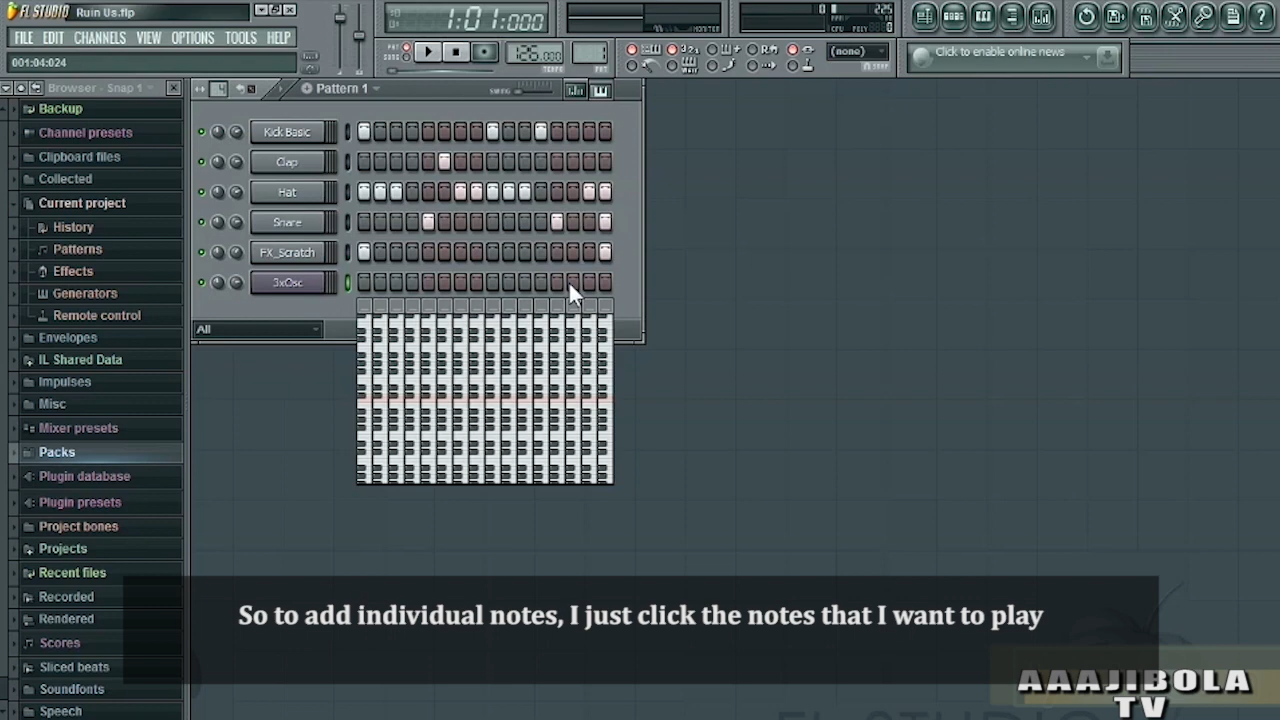 FL STUDIO
Ruin Us.flp
FILE EDIT CHANNELS VIEW OPTIONS TOOLS HELP
001:04:024
1:01:000
126.000
225
(none)
Click to enable online news
Browser - Snap 1
Pattern 1
SWING
Backup
Channel presets
Clipboard files
Collected
Current project
History
Patterns
Effects
Generators
Remote control
Envelopes
IL Shared Data
Impulses
Misc
Mixer presets
Packs
Plugin database
Plugin presets
Project bones
Projects
Recent files
Recorded
Rendered
Scores
Sliced beats
Soundfonts
Speech
Kick Basic
Clap
Hat
Snare
FX_Scratch
3xOsc
All
So to add individual notes, I just click the notes that I want to play
AAAJIBOLA
TV